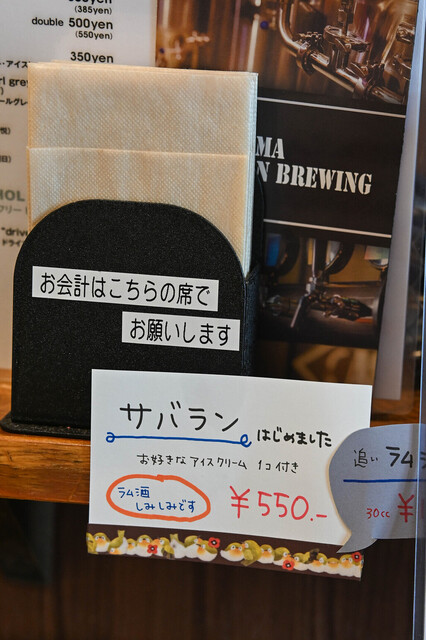 (385yen)
double 500yen
(550yen)
350yen
MA
N BREWING
お会計はこちらの席で
お願いします
サバラン はじめました
お好きなアイスクリーム 1コ付き
ラム酒
しみしみです
¥550.-
追い ラム
30cc ¥